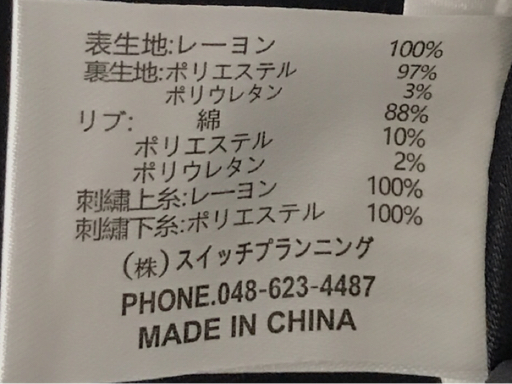 表生地:レーヨン 100%
裏生地:ポリエステル 97%
ポリウレタン 3%
リブ: 綿 88%
ポリエステル 10%
ポリウレタン 2%
刺繡上糸:レーヨン 100%
刺繡下糸:ポリエステル 100%
(株)スイッチプランニング
PHONE.048-623-4487
MADE IN CHINA